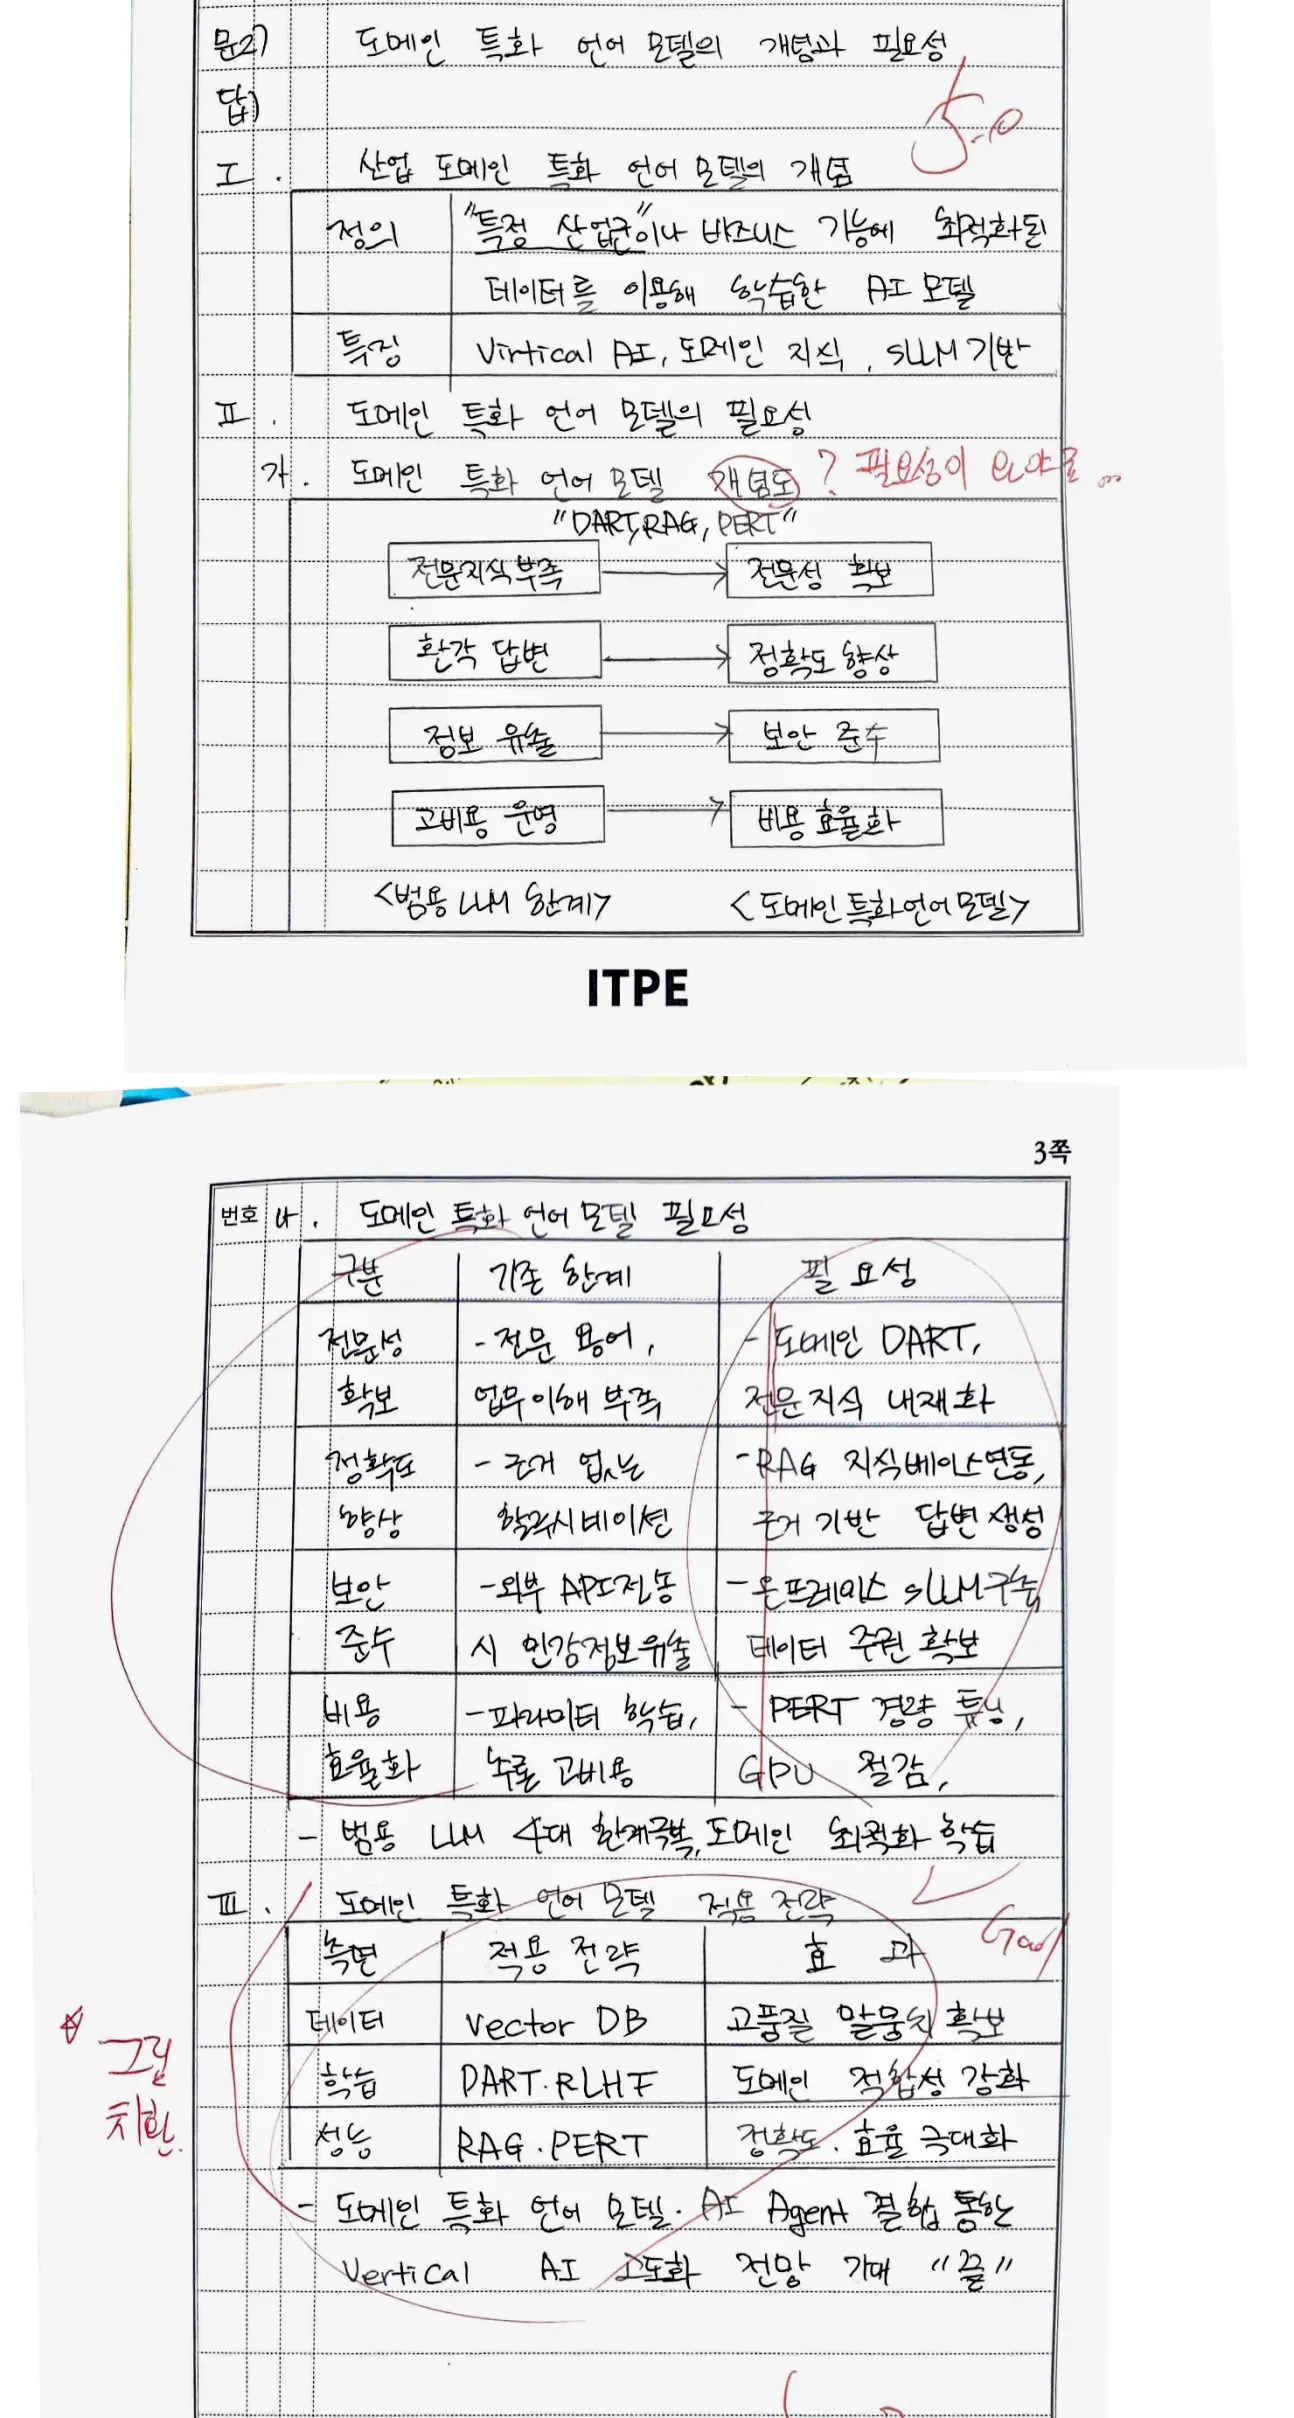 문2) 도메인 특화 언어 모델의 개념과 필요성
5.0
답)
I. 산업 도메인 특화 언어 모델의 개념
정의 "특정 산업군"이나 비즈니스 기능에 최적화된
데이터를 이용해 학습한 AI 모델
특징 Virtical AI, 도메인 지식, sLLM 기반
II. 도메인 특화 언어 모델의 필요성
가. 도메인 특화 언어 모델 개념도 ? 필요성이 와야죠...
"DART, RAG, PERT"
전문지식 부족 → 전문성 확보
환각 답변 → 정확도 향상
정보 유출 → 보안 준수
고비용 운영 → 비용 효율화
<범용 LLM 한계> <도메인 특화 언어 모델>
ITPE
3쪽
번호 나. 도메인 특화 언어 모델 필요성
구분 기존 한계 필요성
전문성 - 전문 용어, - 도메인 DART,
확보 업무이해 부족 전문지식 내재화
정확도 - 근거 없는 - RAG 지식베이스 연동,
향상 할루시네이션 근거 기반 답변 생성
보안 - 외부 API 전송 - 온프레미스 sLLM 구축,
준수 시 민감정보 유출 데이터 주권 확보
비용 - 파라미터 학습, - PERT 경량 튜닝,
효율화 추론 고비용 GPU 절감,
- 범용 LLM 4대 한계극복, 도메인 최적화 학습
III. 도메인 특화 언어 모델 적용 전략
Good
측면 적용 전략 효과
데이터 Vector DB 고품질 말뭉치 확보
☆ 그림
치환.
학습 DART·RLHF 도메인 적합성 강화
성능 RAG·PERT 정확도·효율 극대화
- 도메인 특화 언어 모델·AI Agent 결합 통한
Vertical AI 고도화 전망 기대 "끝"